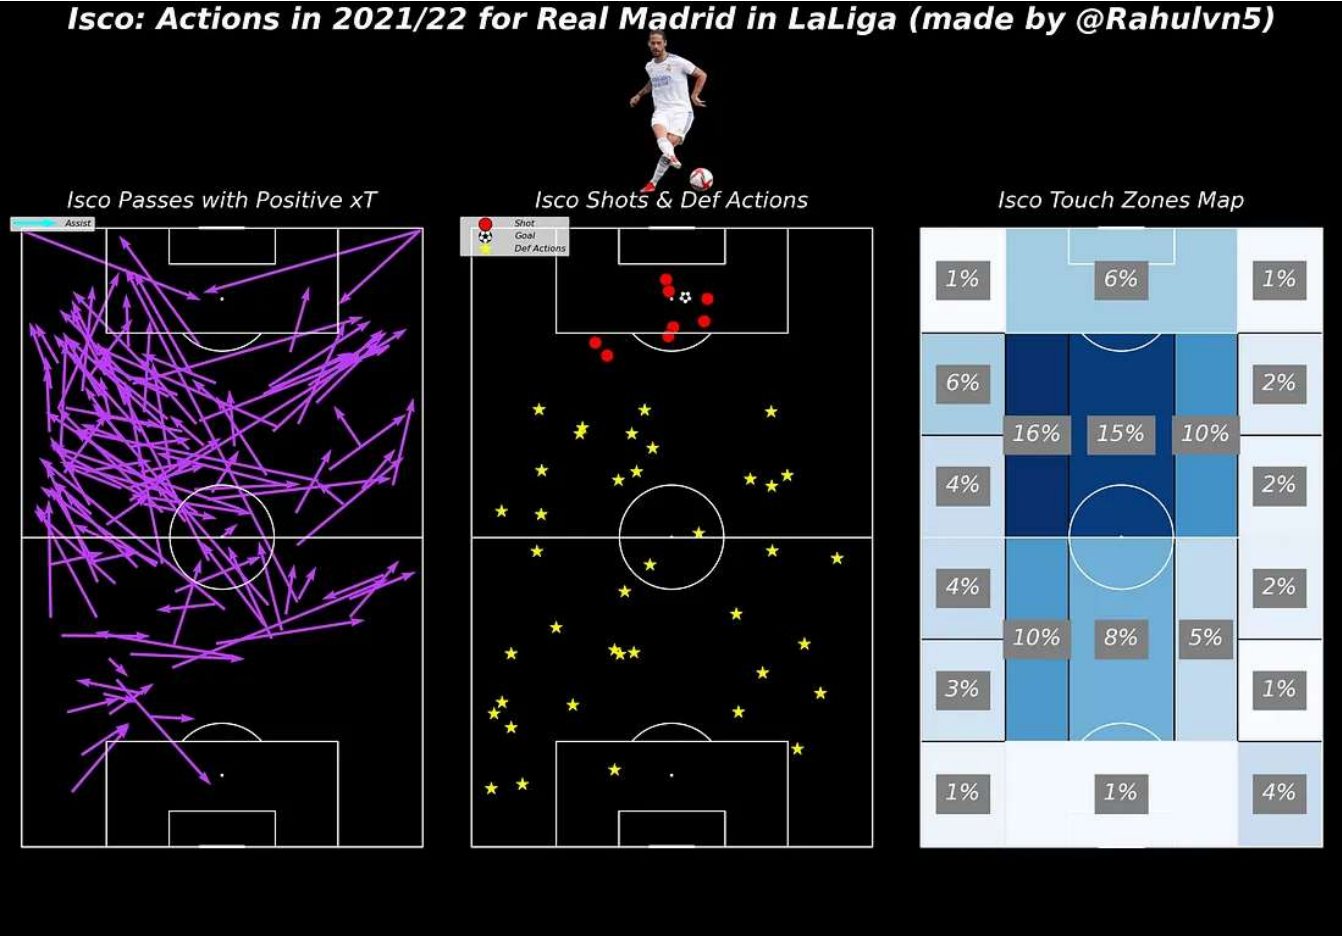 Isco: Actions in 2021/22 for Real Madrid in LaLiga (made by @Rahulvn5)
Isco Passes with Positive xT
Assist
Isco Shots & Def Actions
Shot
Goal
Def Actions
Isco Touch Zones Map
1% 6% 1%
6% 2%
16% 15% 10%
4% 2%
4% 2%
10% 8% 5%
3% 1%
1% 1% 4%